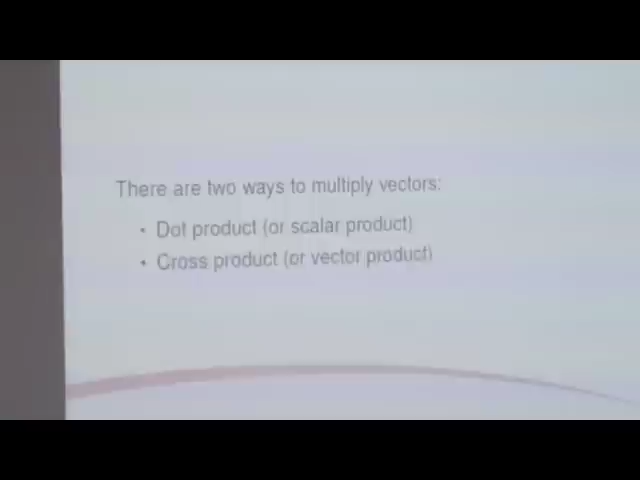 There are two ways to multiply vectors:
• Dot product (or scalar product)
• Cross product (or vector product)